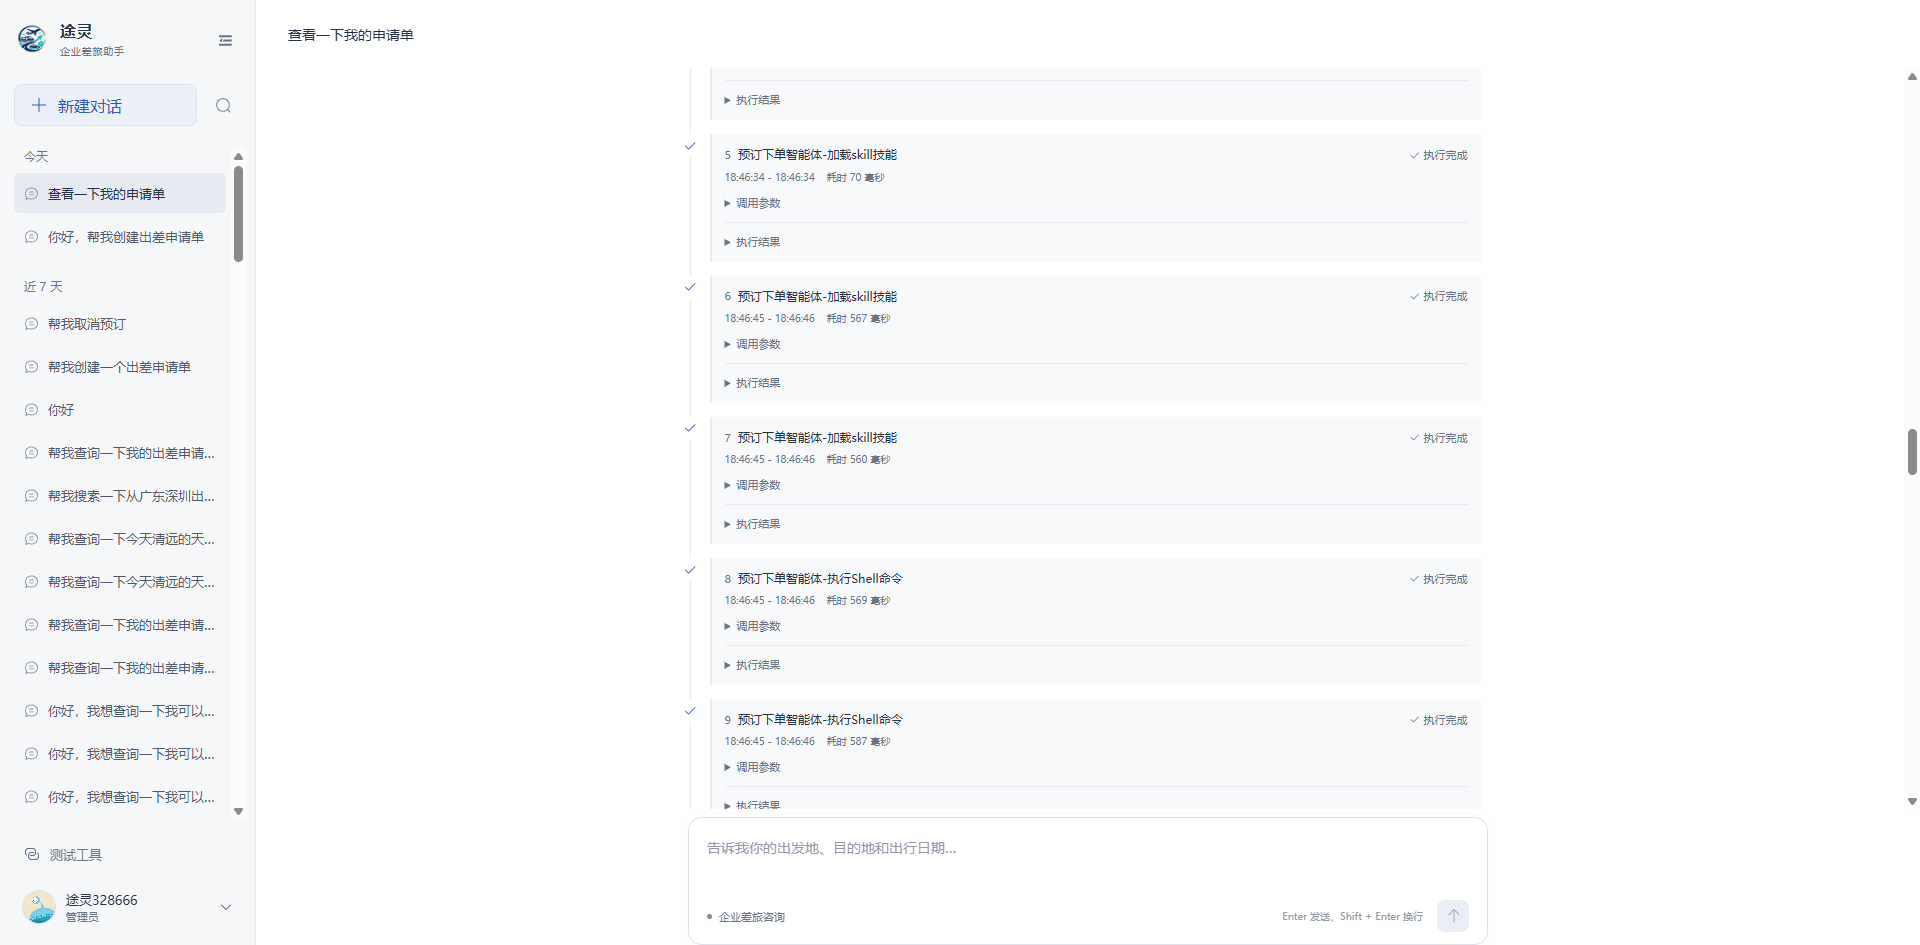 途灵
企业差旅助手
新建对话
今天
查看一下我的申请单
你好，帮我创建出差申请单
近 7 天
帮我取消预订
帮我创建一个出差申请单
你好
帮我查询一下我的出差申请...
帮我搜索一下从广东深圳出...
帮我查询一下今天清远的天...
帮我查询一下今天清远的天...
帮我查询一下我的出差申请...
帮我查询一下我的出差申请...
你好，我想查询一下我可以...
你好，我想查询一下我可以...
你好，我想查询一下我可以...
测试工具
途灵328666
管理员
查看一下我的申请单
执行结果
5 预订下单智能体-加载skill技能 执行完成
18:46:34 - 18:46:34 耗时 70 毫秒
调用参数
执行结果
6 预订下单智能体-加载skill技能 执行完成
18:46:45 - 18:46:46 耗时 567 毫秒
调用参数
执行结果
7 预订下单智能体-加载skill技能 执行完成
18:46:45 - 18:46:46 耗时 560 毫秒
调用参数
执行结果
8 预订下单智能体-执行Shell命令 执行完成
18:46:45 - 18:46:46 耗时 569 毫秒
调用参数
执行结果
9 预订下单智能体-执行Shell命令 执行完成
18:46:45 - 18:46:46 耗时 587 毫秒
调用参数
执行结果
告诉我你的出发地、目的地和出行日期...
企业差旅咨询
Enter 发送，Shift + Enter 换行